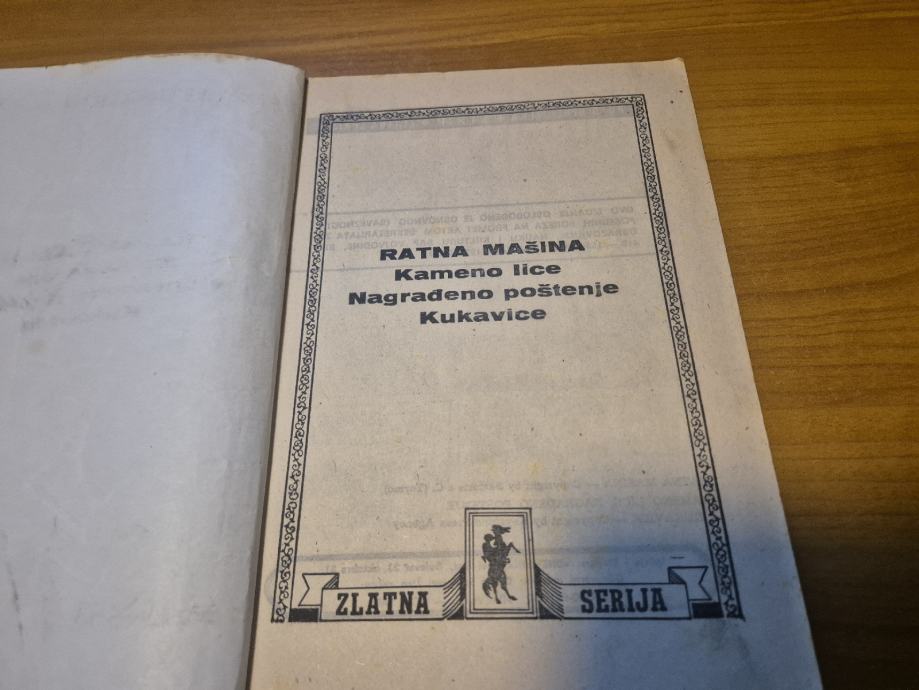 RATNA MAŠINA
Kameno lice
Nagrađeno poštenje
Kukavice
ZLATNA SERIJA